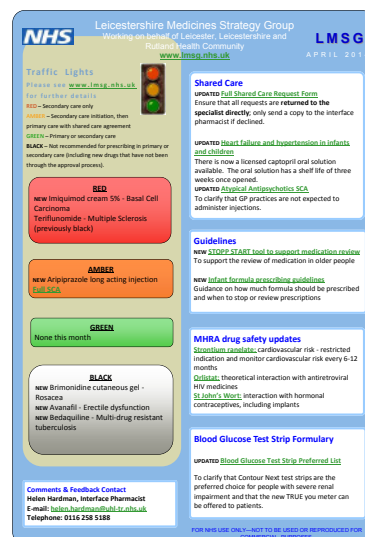 NHS
Leicestershire Medicines Strategy Group
Working on behalf of Leicester, Leicestershire and
Rutland Health Community
www.lmsg.nhs.uk
LMSG
APRIL 201
Traffic Lights
Please see www.lmsg.nhs.uk
for further details
RED – Secondary care only
AMBER – Secondary care initiation, then
primary care with shared care agreement
GREEN – Primary or secondary care
BLACK – Not recommended for prescribing in primary or
secondary care (including new drugs that have not been
through the approval process).
RED
NEW Imiquimod cream 5% - Basal Cell
Carcinoma
Teriflunomide - Multiple Sclerosis
(previously black)
AMBER
NEW Aripiprazole long acting injection
Full SCA
GREEN
None this month
BLACK
NEW Brimonidine cutaneous gel -
Rosacea
NEW Avanafil - Erectile dysfunction
NEW Bedaquiline - Multi-drug resistant
tuberculosis
Comments & Feedback Contact
Helen Hardman, Interface Pharmacist
E-mail: helen.hardman@uhl-tr.nhs.uk
Telephone: 0116 258 5188
Shared Care
UPDATED Full Shared Care Request Form
Ensure that all requests are returned to the
specialist directly; only send a copy to the interface
pharmacist if declined.
UPDATED Heart failure and hypertension in infants
and children
There is now a licensed captopril oral solution
available. The oral solution has a shelf life of three
weeks once opened.
UPDATED Atypical Antipsychotics SCA
To clarify that GP practices are not expected to
administer injections.
Guidelines
NEW STOPP START tool to support medication review
To support the review of medication in older people
NEW Infant formula prescribing guidelines
Guidance on how much formula should be prescribed
and when to stop or review prescriptions
MHRA drug safety updates
Strontium ranelate: cardiovascular risk - restricted
indication and monitor cardiovascular risk every 6-12
months
Orlistat: theoretical interaction with antiretroviral
HIV medicines
St John's Wort: interaction with hormonal
contraceptives, including implants
Blood Glucose Test Strip Formulary
UPDATED Blood Glucose Test Strip Preferred List
To clarify that Contour Next test strips are the
preferred choice for people with severe renal
impairment and that the new TRUE you meter can
be offered to patients.
FOR NHS USE ONLY—NOT TO BE USED OR REPRODUCED FOR
COMMERCIAL PURPOSES